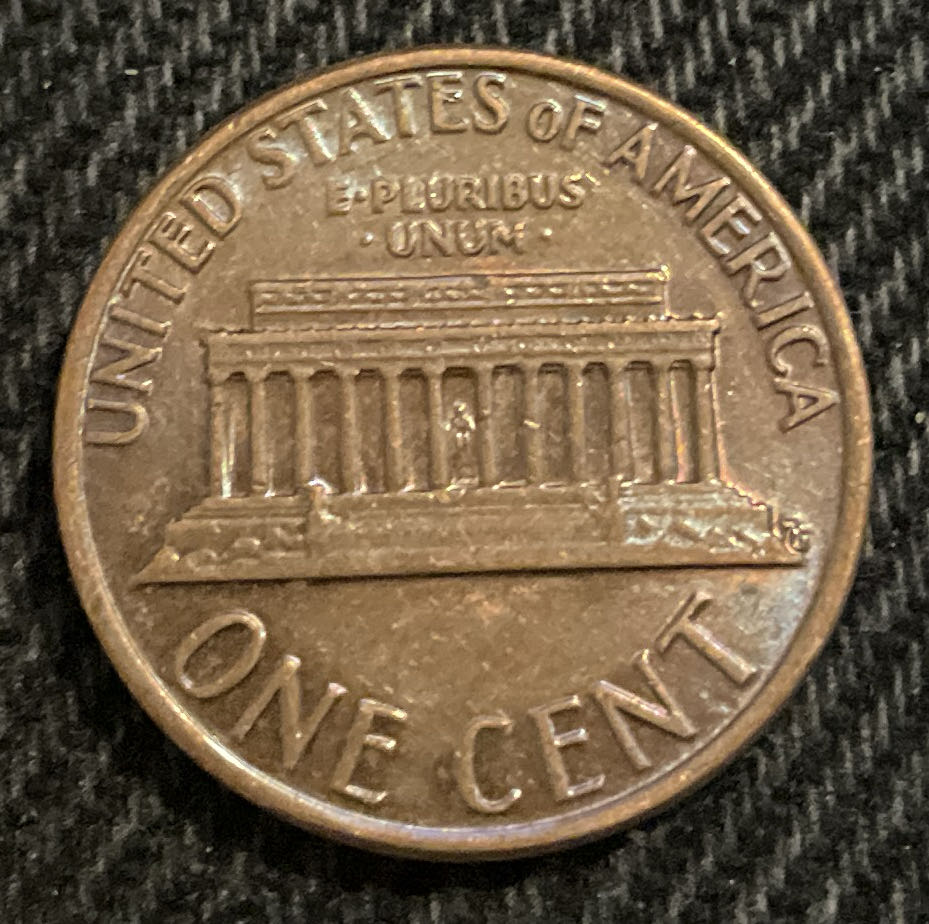 UNITED STATES OF AMERICA
E·PLURIBUS
·UNUM·
ONE CENT